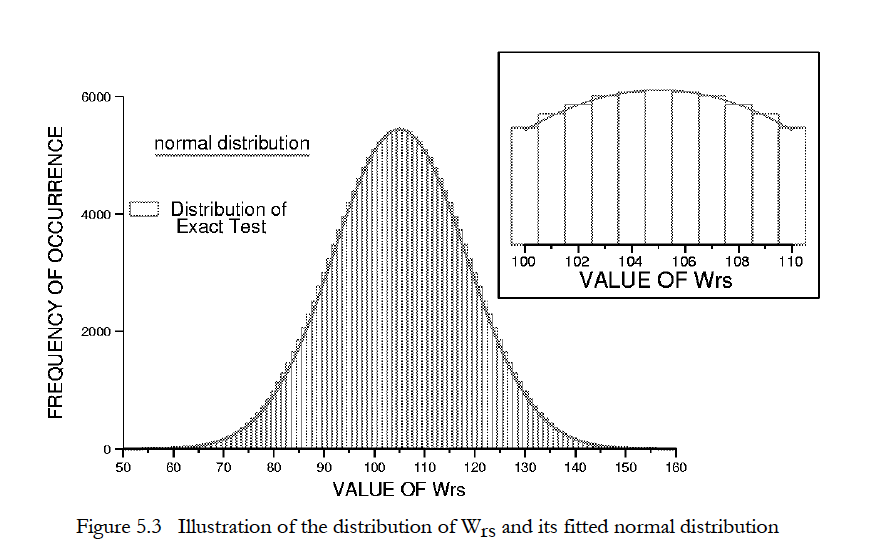 6000
4000
2000
0
FREQUENCY OF OCCURRENCE
normal distribution
Distribution of
Exact Test
50 60 70 80 90 100 110 120 130 140 150 160
VALUE OF Wrs
100 102 104 106 108 110
VALUE OF Wrs
Figure 5.3 Illustration of the distribution of Wrs and its fitted normal distribution